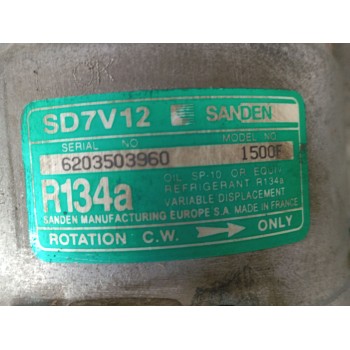 SD7V12 SANDEN
SERIAL NO MODEL NO.
6203503960 1500F
R134a
OIL SP-10 OR EQUIV.
REFRIGERANT R134a
VARIABLE DISPLACEMENT
SANDEN MANUFACTURING EUROPE S.A. MADE IN FRANCE
ROTATION C.W. ONLY